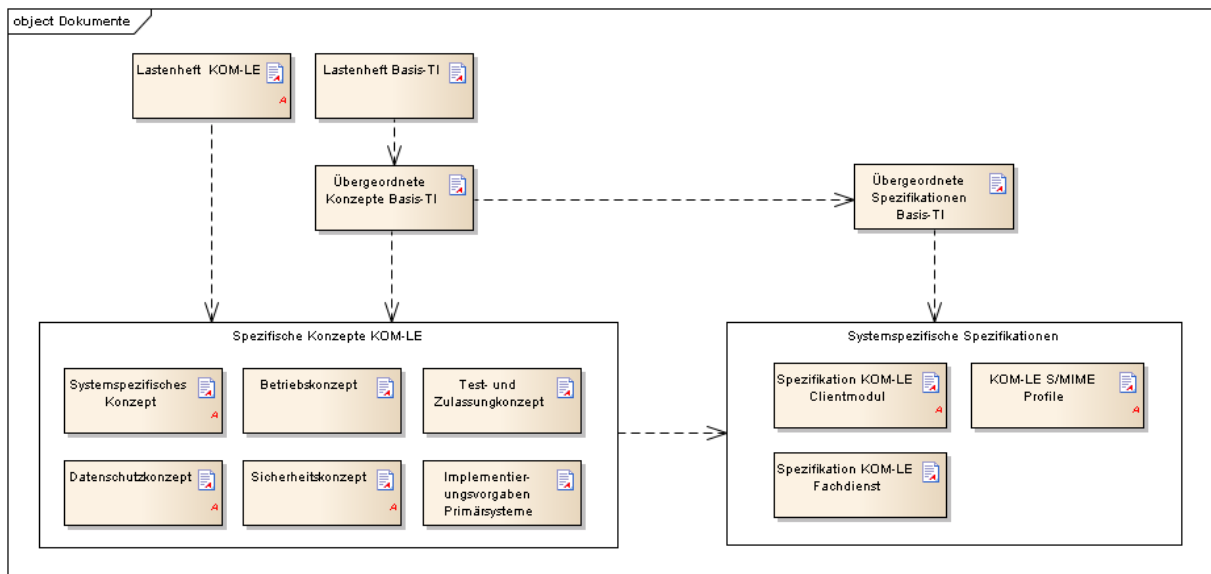 object Dokumente
Lastenheft KOM-LE
A
Lastenheft Basis-TI
Übergeordnete
Konzepte Basis-TI
Übergeordnete
Spezifikationen
Basis-TI
Spezifische Konzepte KOM-LE
Systemspezifisches
Konzept
A
Betriebskonzept
Test- und
Zulassungkonzept
Datenschutzkonzept
A
Sicherheitskonzept
A
Implementier-
ungsvorgaben
Primärsysteme
Systemspezifische Spezifikationen
Spezifikation KOM-LE
Clientmodul
A
KOM-LE S/MIME
Profile
A
Spezifikation KOM-LE
Fachdienst